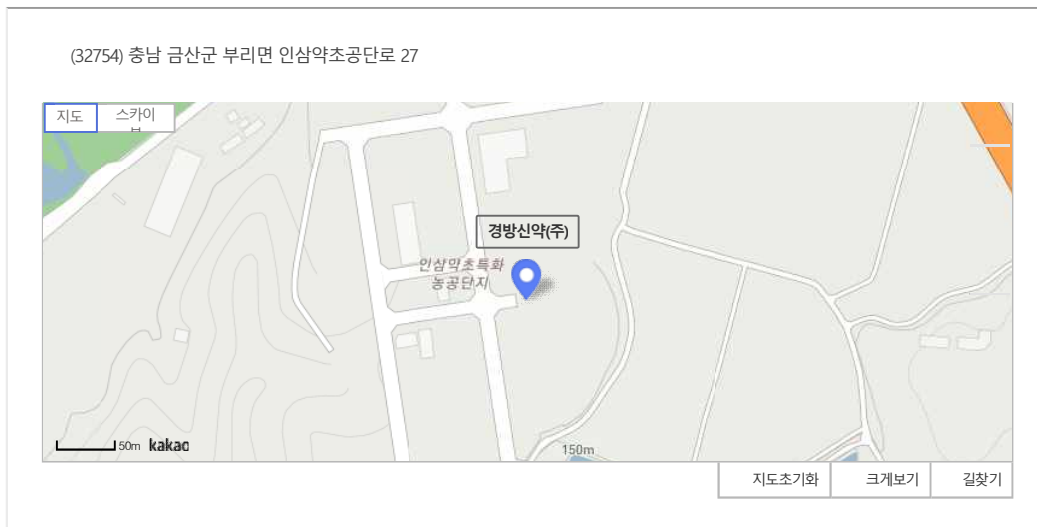 (32754) 충남 금산군 부리면 인삼약초공단로 27
지도
스카이
경방신약(주)
인삼약초특화
농공단지
50m
kakao
150m
지도초기화
크게보기
길찾기